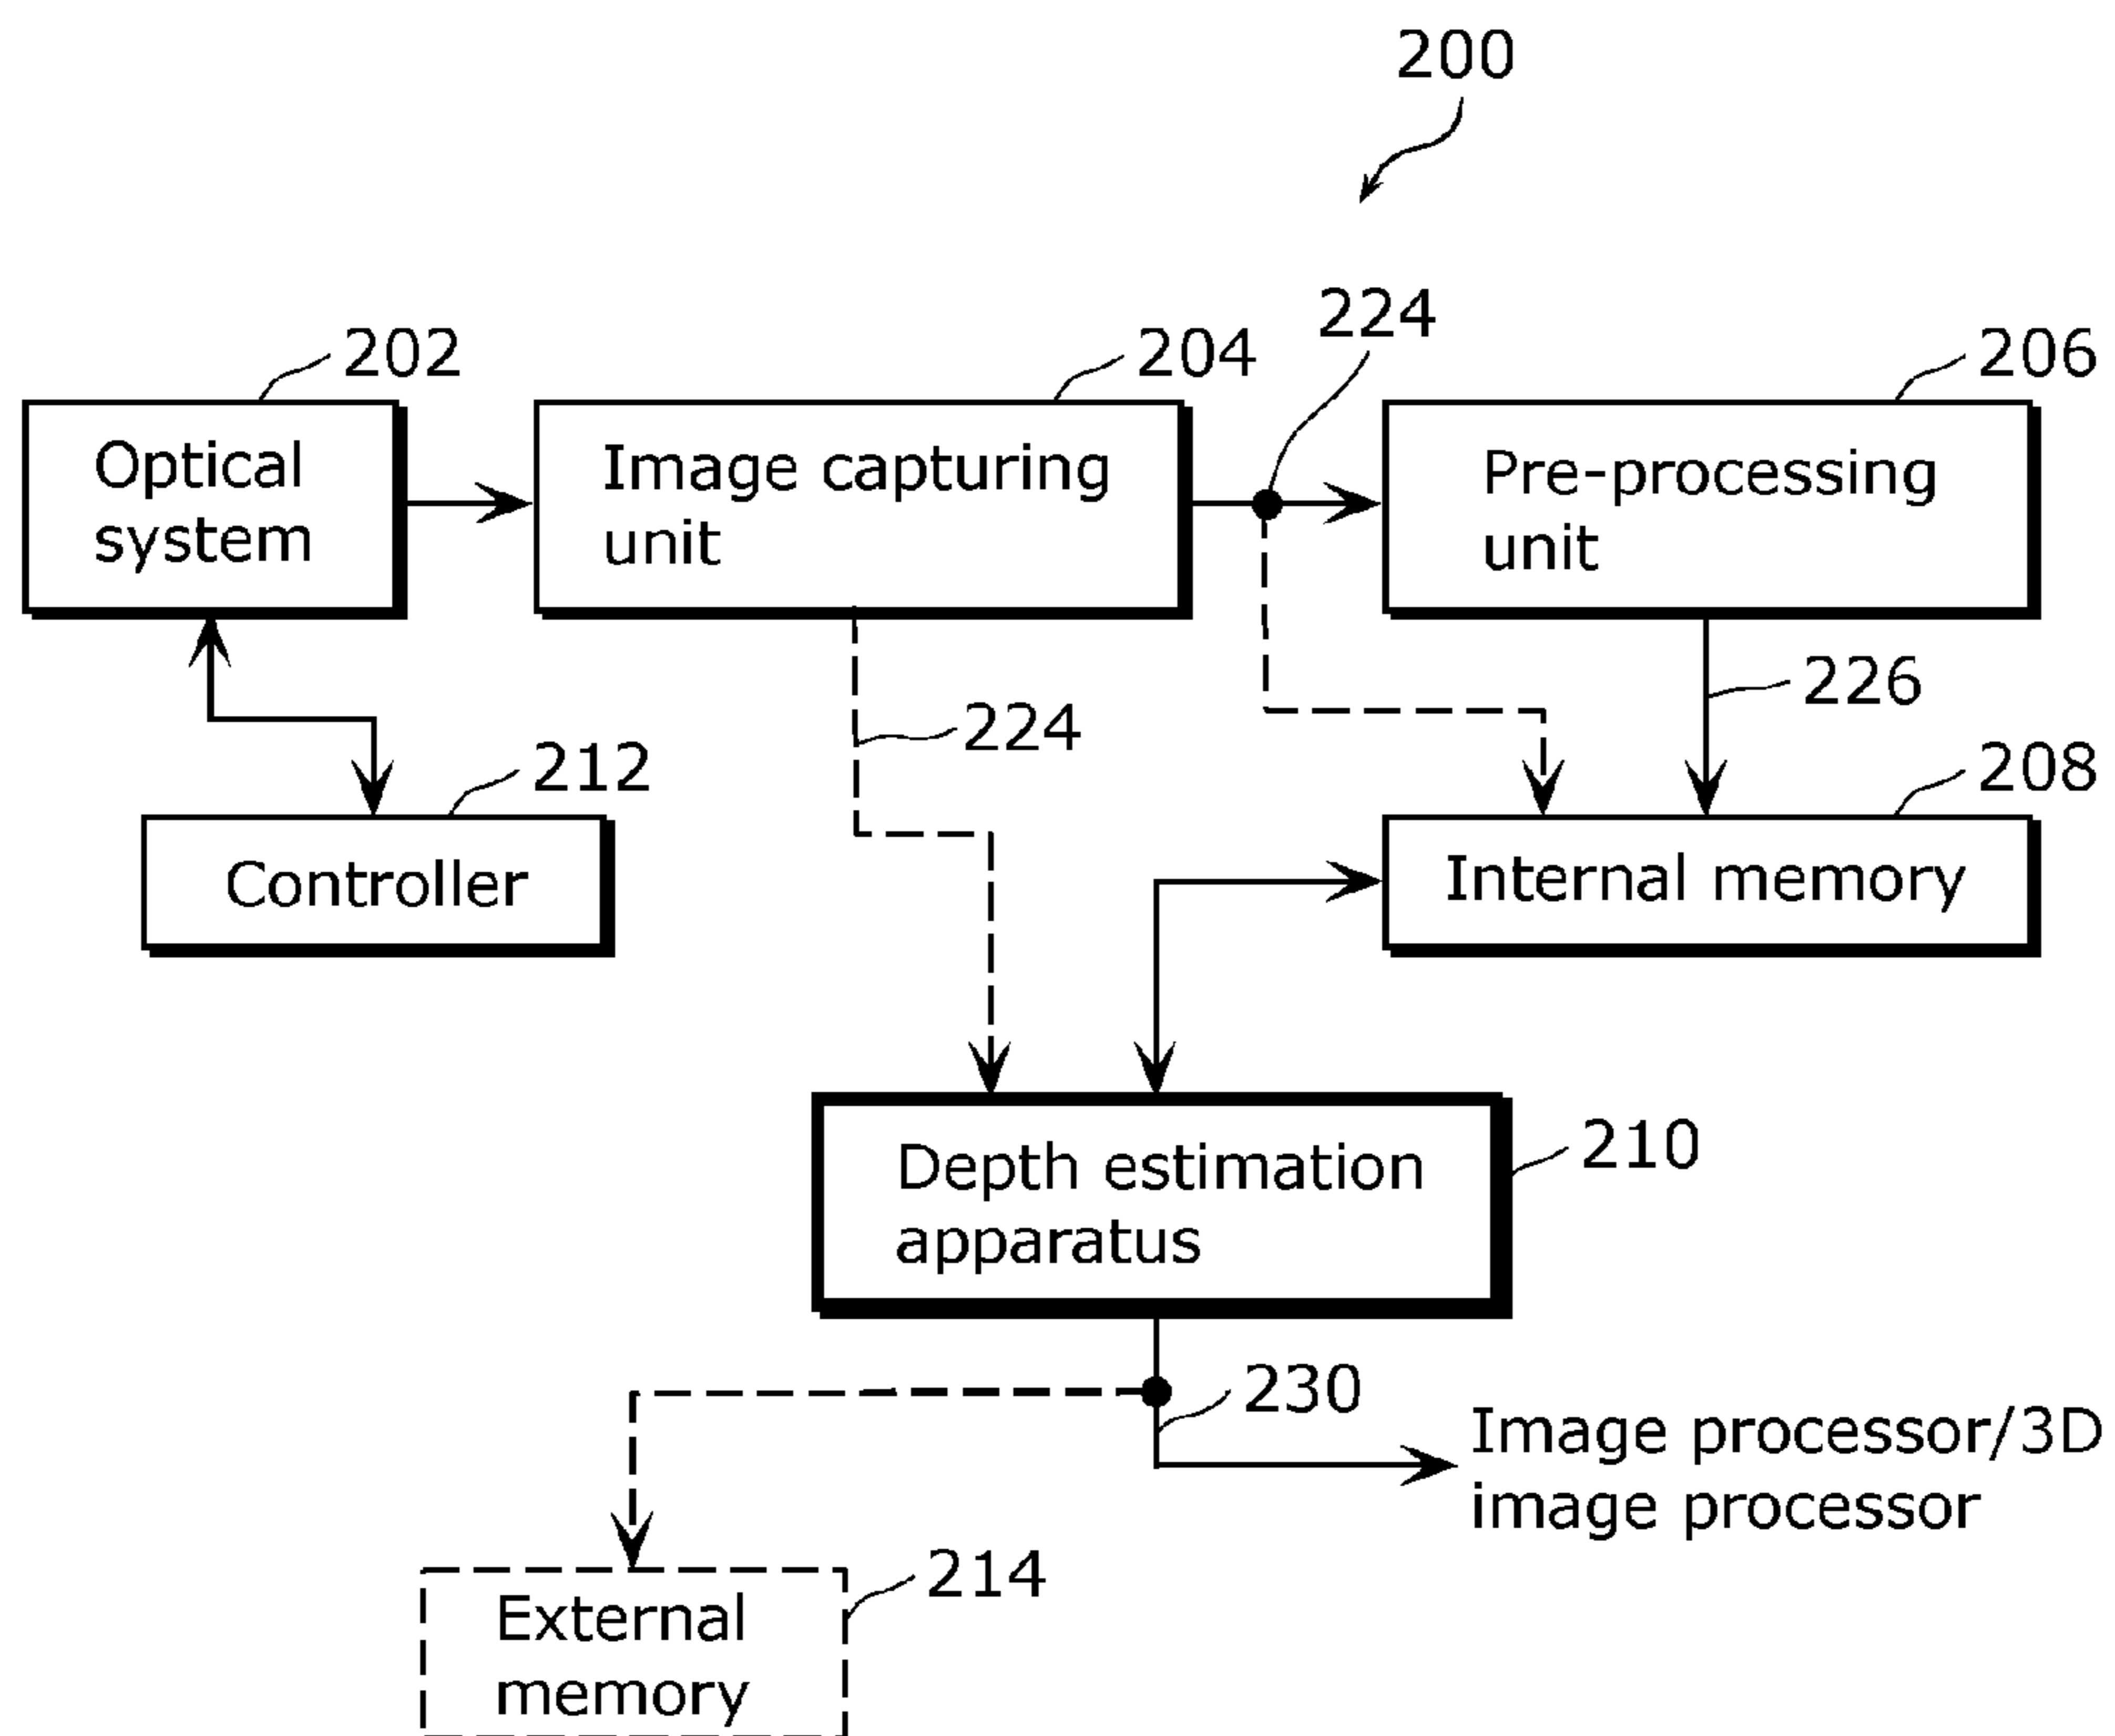 200
202
204
224
206
Optical
system
Image capturing
unit
Pre-processing
unit
226
224
212
208
Controller
Internal memory
Depth estimation
apparatus
210
230
Image processor/3D
image processor
214
External
memory